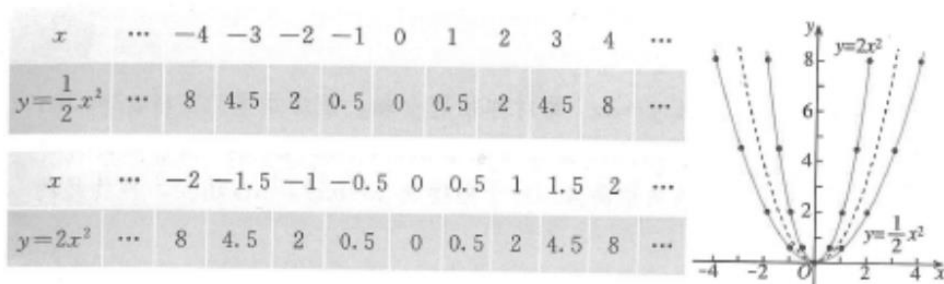 x … −4 −3 −2 −1 0 1 2 3 4 …
y=1/2x² … 8 4.5 2 0.5 0 0.5 2 4.5 8 …
x … −2 −1.5 −1 −0.5 0 0.5 1 1.5 2 …
y=2x² … 8 4.5 2 0.5 0 0.5 2 4.5 8 …
y
y=2x²
8
6
4
2
y=1/2x²
-4 -2 O 2 4 x